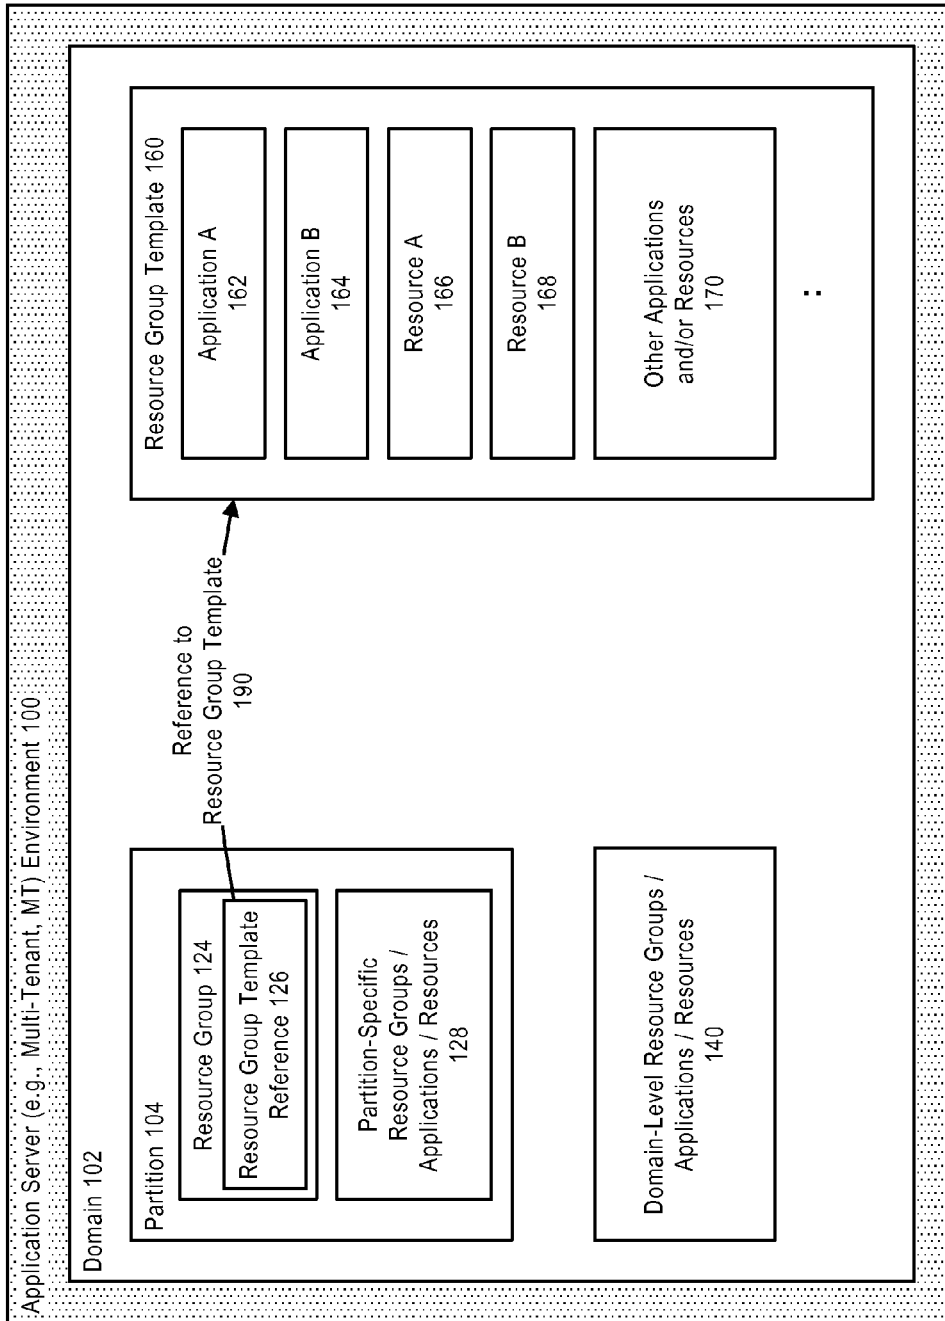 Application Server (e.g., Multi-Tenant, MT) Environment 100
Domain 102
Partition 104
Resource Group 124
Resource Group Template
Reference 126
Partition-Specific
Resource Groups /
Applications / Resources
128
Domain-Level Resource Groups /
Applications / Resources
140
Reference to
Resource Group Template
190
Resource Group Template 160
Application A
162
Application B
164
Resource A
166
Resource B
168
Other Applications
and/or Resources
170
: